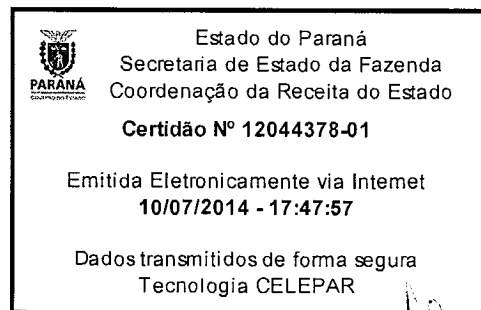 Estado do Paraná
Secretaria de Estado da Fazenda
Coordenação da Receita do Estado
PARANÁ
Certidão Nº 12044378-01
Emitida Eletronicamente via Internet
10/07/2014 - 17:47:57
Dados transmitidos de forma segura
Tecnologia CELEPAR